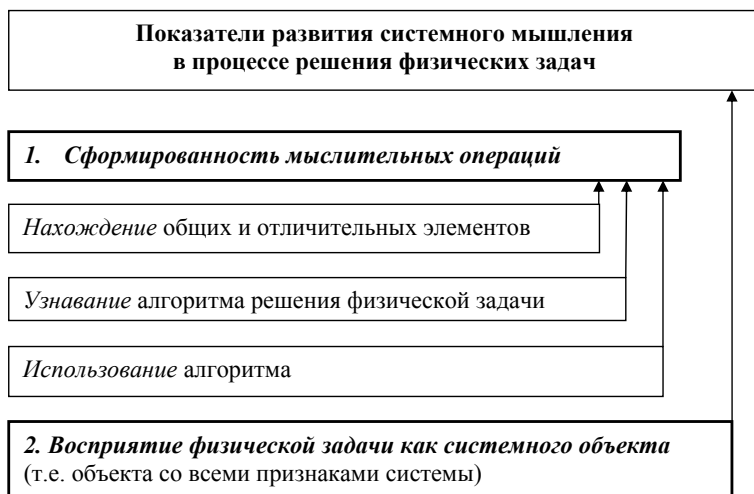 Показатели развития системного мышления
в процессе решения физических задач
1. Сформированность мыслительных операций
Нахождение общих и отличительных элементов
Узнавание алгоритма решения физической задачи
Использование алгоритма
2. Восприятие физической задачи как системного объекта
(т.е. объекта со всеми признаками системы)